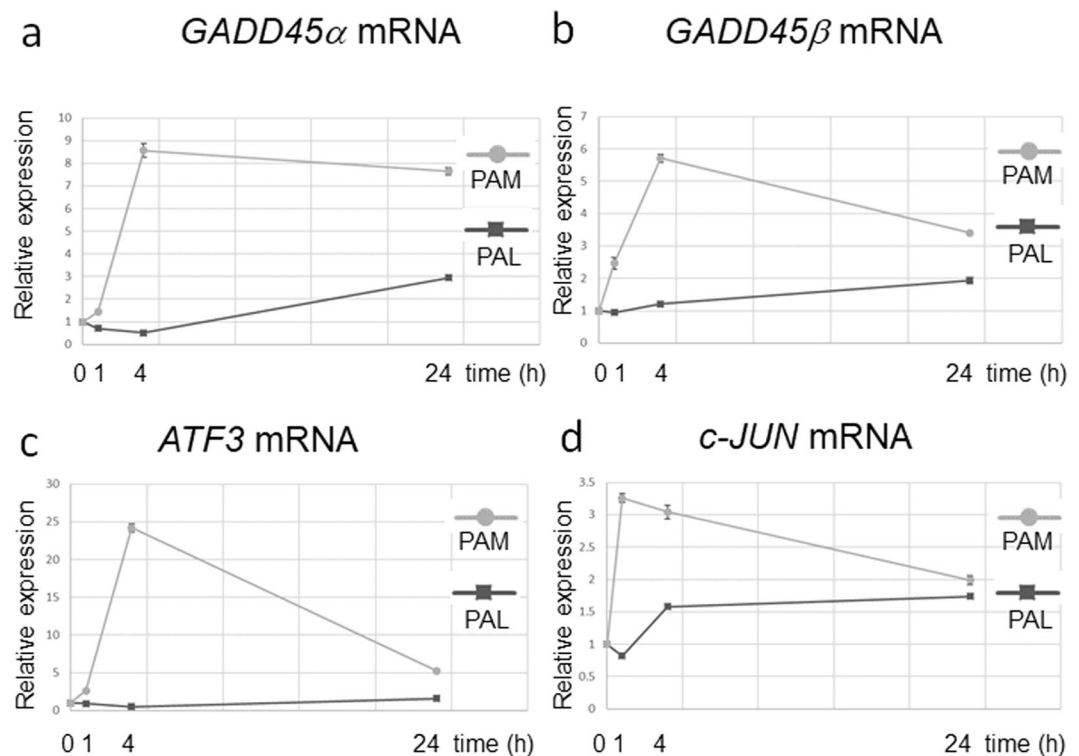 a GADD45α mRNA
Relative expression
10
9
8
7
6
5
4
3
2
1
0
PAM
PAL
0 1 4 24 time (h)
b GADD45β mRNA
Relative expression
7
6
5
4
3
2
1
0
PAM
PAL
0 1 4 24 time (h)
c ATF3 mRNA
Relative expression
30
25
20
15
10
5
0
PAM
PAL
0 1 4 24 time (h)
d c-JUN mRNA
Relative expression
3.5
3
2.5
2
1.5
1
0.5
0
PAM
PAL
0 1 4 24 time (h)